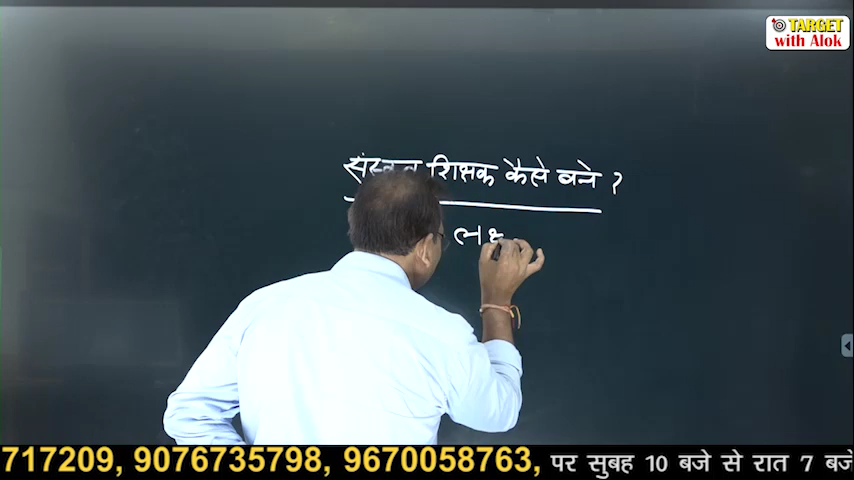 TARGET
with Alok
संस्कृत शिक्षक कैसे बने ?
717209, 9076735798, 9670058763, पर सुबह 10 बजे से रात 7 बजे